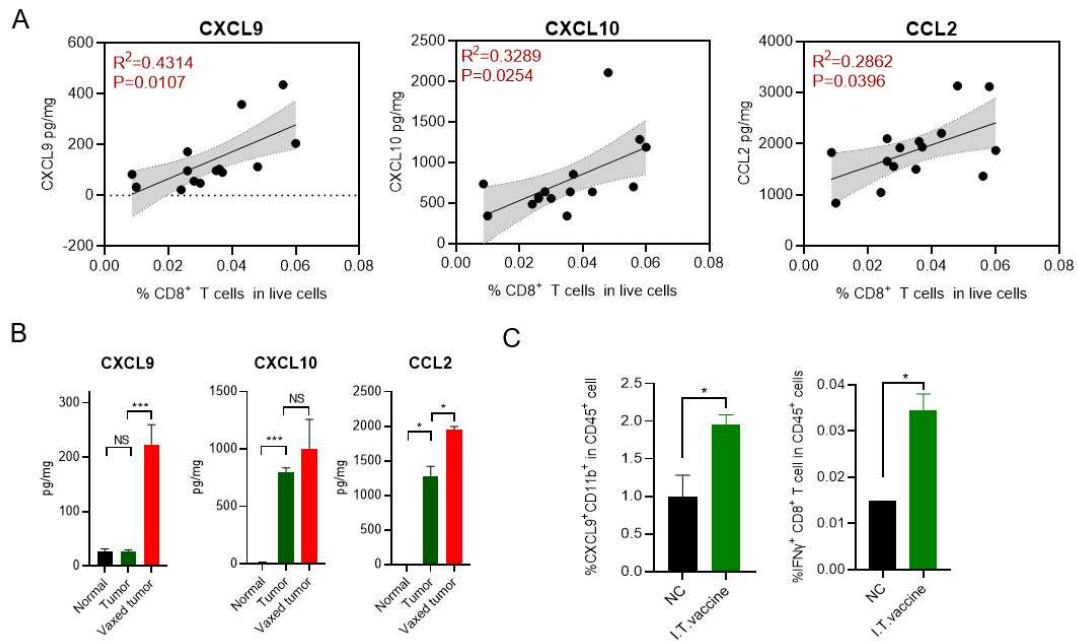 A
CXCL9
R²=0.4314
P=0.0107
CXCL9 pg/mg
600
400
200
0
-200
0.00 0.02 0.04 0.06 0.08
% CD8⁺ T cells in live cells
CXCL10
R²=0.3289
P=0.0254
CXCL10 pg/mg
2500
2000
1500
1000
500
0
0.00 0.02 0.04 0.06 0.08
% CD8⁺ T cells in live cells
CCL2
R²=0.2862
P=0.0396
CCL2 pg/mg
4000
3000
2000
1000
0
0.00 0.02 0.04 0.06 0.08
% CD8⁺ T cells in live cells
B
CXCL9
pg/mg
300
200
100
0
NS
***
Normal
Tumor
Vaxed tumor
CXCL10
pg/mg
1500
1000
500
0
***
NS
Normal
Tumor
Vaxed tumor
CCL2
pg/mg
2500
2000
1500
1000
500
0
*
*
Normal
Tumor
Vaxed tumor
C
%CXCL9⁺CD11b⁺ in CD45⁺ cell
2.5
2.0
1.5
1.0
0.5
0.0
*
NC
I.T.vaccine
%IFNγ⁺ CD8⁺ T cell in CD45⁺ cells
0.04
0.03
0.02
0.01
0.00
*
NC
I.T.vaccine